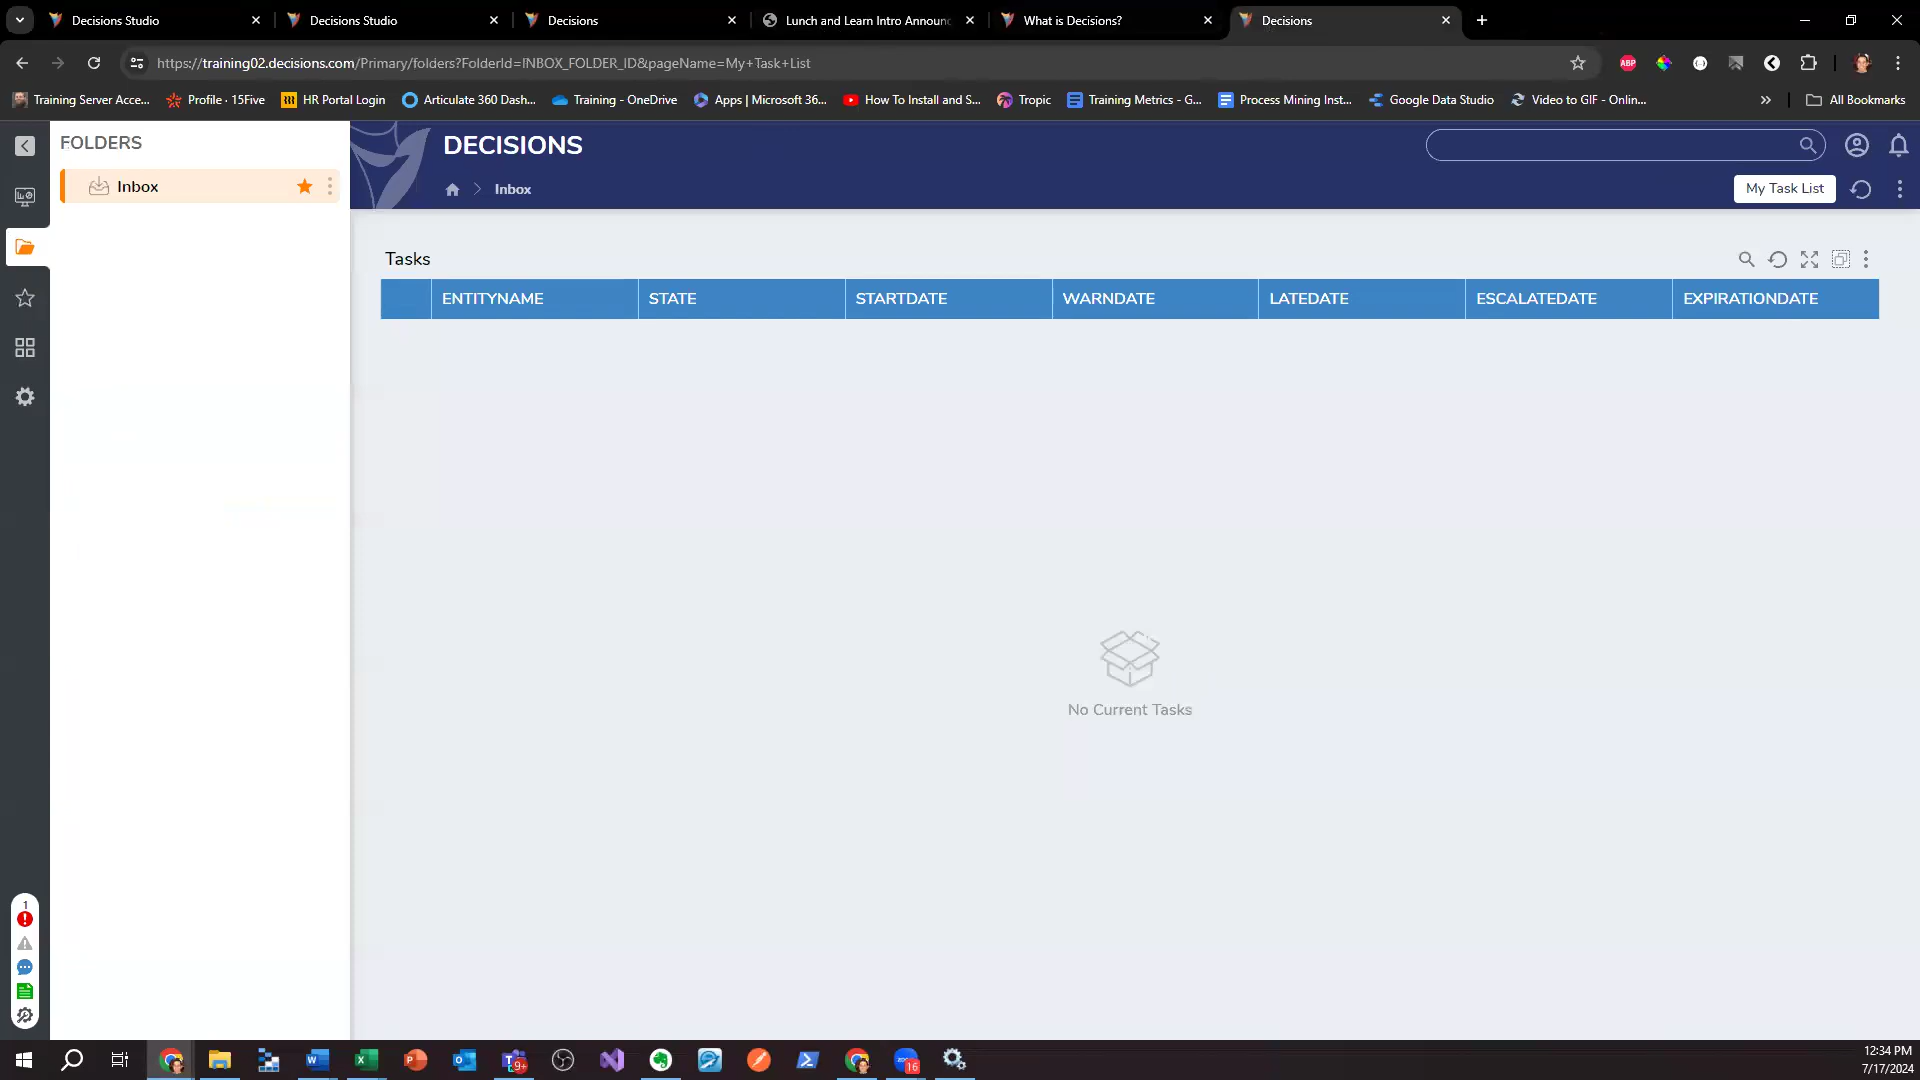 Decisions Studio
Decisions Studio
Decisions
Lunch and Learn Intro Announc
What is Decisions?
Decisions
https://training02.decisions.com/Primary/folders?FolderId=INBOX_FOLDER_ID&pageName=My+Task+List
ABP
Training Server Acce...
Profile · 15Five
HR Portal Login
Articulate 360 Dash...
Training - OneDrive
Apps | Microsoft 36...
How To Install and S...
Tropic
Training Metrics - G...
Process Mining Inst...
Google Data Studio
Video to GIF - Onlin...
All Bookmarks
FOLDERS
Inbox
DECISIONS
Inbox
My Task List
Tasks
ENTITYNAME
STATE
STARTDATE
WARNDATE
LATEDATE
ESCALATEDATE
EXPIRATIONDATE
No Current Tasks
1
9+
16
12:34 PM
7/17/2024